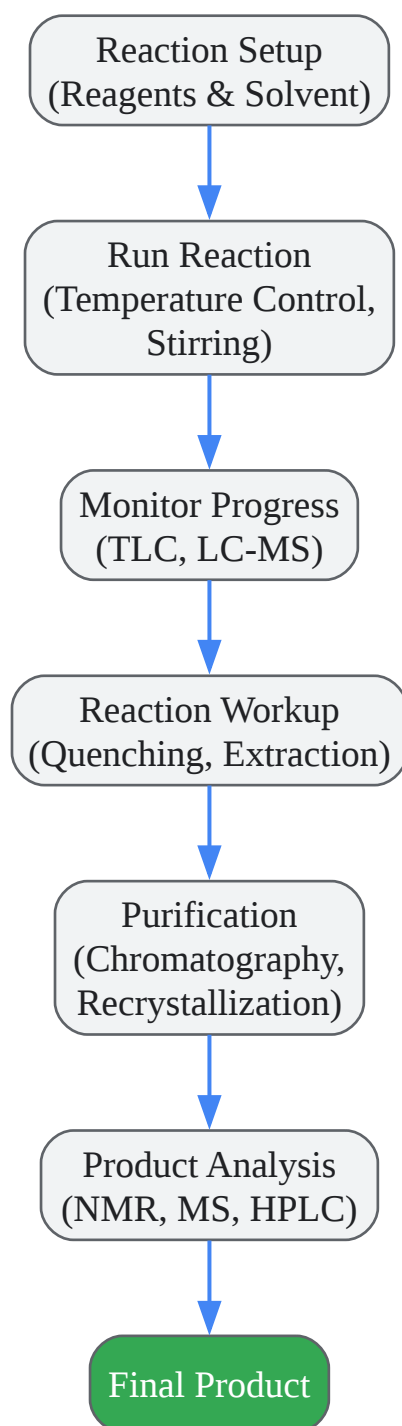 Reaction Setup
(Reagents & Solvent)
Run Reaction
(Temperature Control,
Stirring)
Monitor Progress
(TLC, LC-MS)
Reaction Workup
(Quenching, Extraction)
Purification
(Chromatography,
Recrystallization)
Product Analysis
(NMR, MS, HPLC)
Final Product